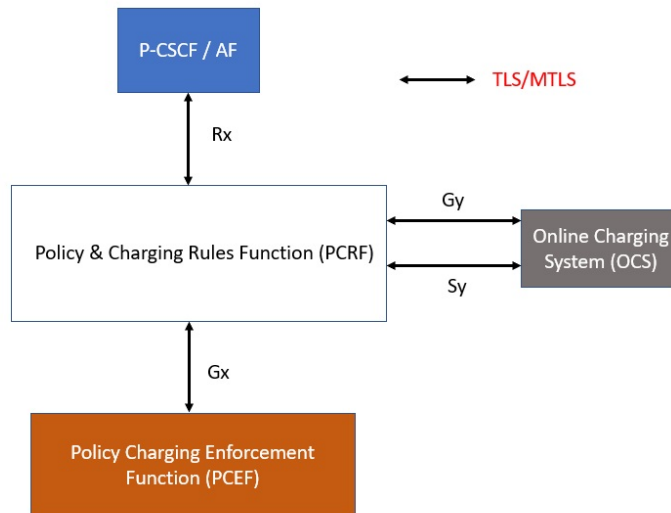 P-CSCF / AF
TLS/MTLS
Rx
Gy
Policy & Charging Rules Function (PCRF)
Online Charging
System (OCS)
Sy
Gx
Policy Charging Enforcement
Function (PCEF)